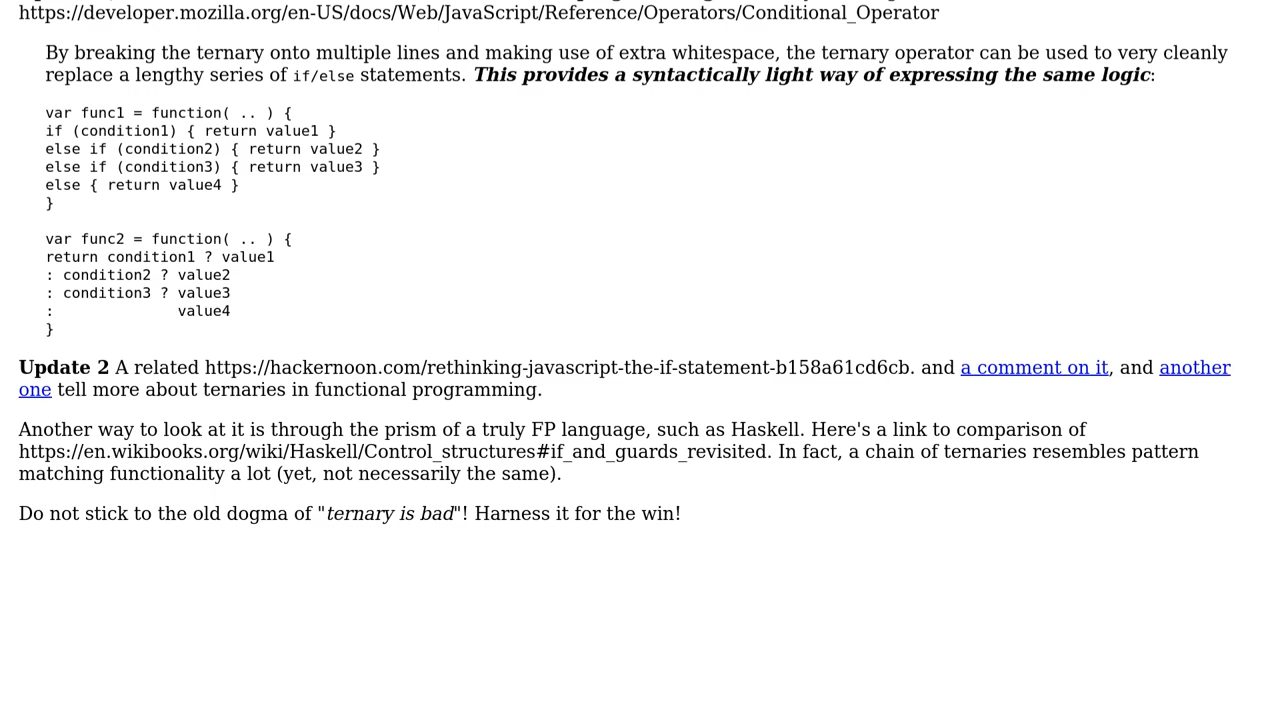 https://developer.mozilla.org/en-US/docs/Web/JavaScript/Reference/Operators/Conditional_Operator
By breaking the ternary onto multiple lines and making use of extra whitespace, the ternary operator can be used to very cleanly
replace a lengthy series of if/else statements. This provides a syntactically light way of expressing the same logic:
var func1 = function( .. ) {
if (condition1) { return value1 }
else if (condition2) { return value2 }
else if (condition3) { return value3 }
else { return value4 }
}
var func2 = function( .. ) {
return condition1 ? value1
: condition2 ? value2
: condition3 ? value3
:              value4
}
Update 2 A related https://hackernoon.com/rethinking-javascript-the-if-statement-b158a61cd6cb. and a comment on it, and another
one tell more about ternaries in functional programming.
Another way to look at it is through the prism of a truly FP language, such as Haskell. Here's a link to comparison of
https://en.wikibooks.org/wiki/Haskell/Control_structures#if_and_guards_revisited. In fact, a chain of ternaries resembles pattern
matching functionality a lot (yet, not necessarily the same).
Do not stick to the old dogma of "ternary is bad"! Harness it for the win!